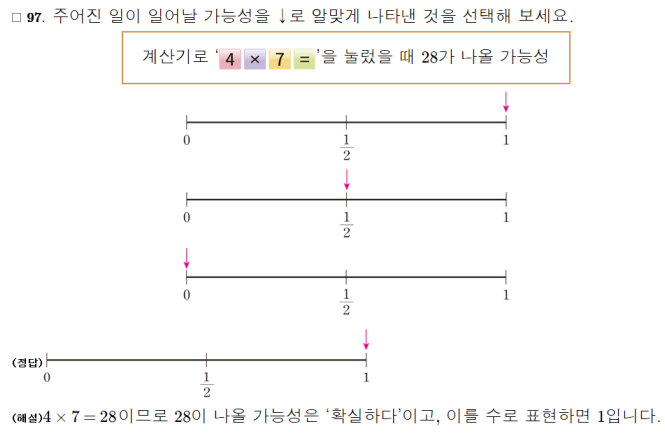 □ 97. 주어진 일이 일어날 가능성을 ↓로 알맞게 나타낸 것을 선택해 보세요.
계산기로 ‘4 × 7 =’을 눌렀을 때 28가 나올 가능성
0 1/2 1
0 1/2 1
0 1/2 1
(정답)
0 1/2 1
(해설)4 × 7 = 28이므로 28이 나올 가능성은 ‘확실하다’이고, 이를 수로 표현하면 1입니다.